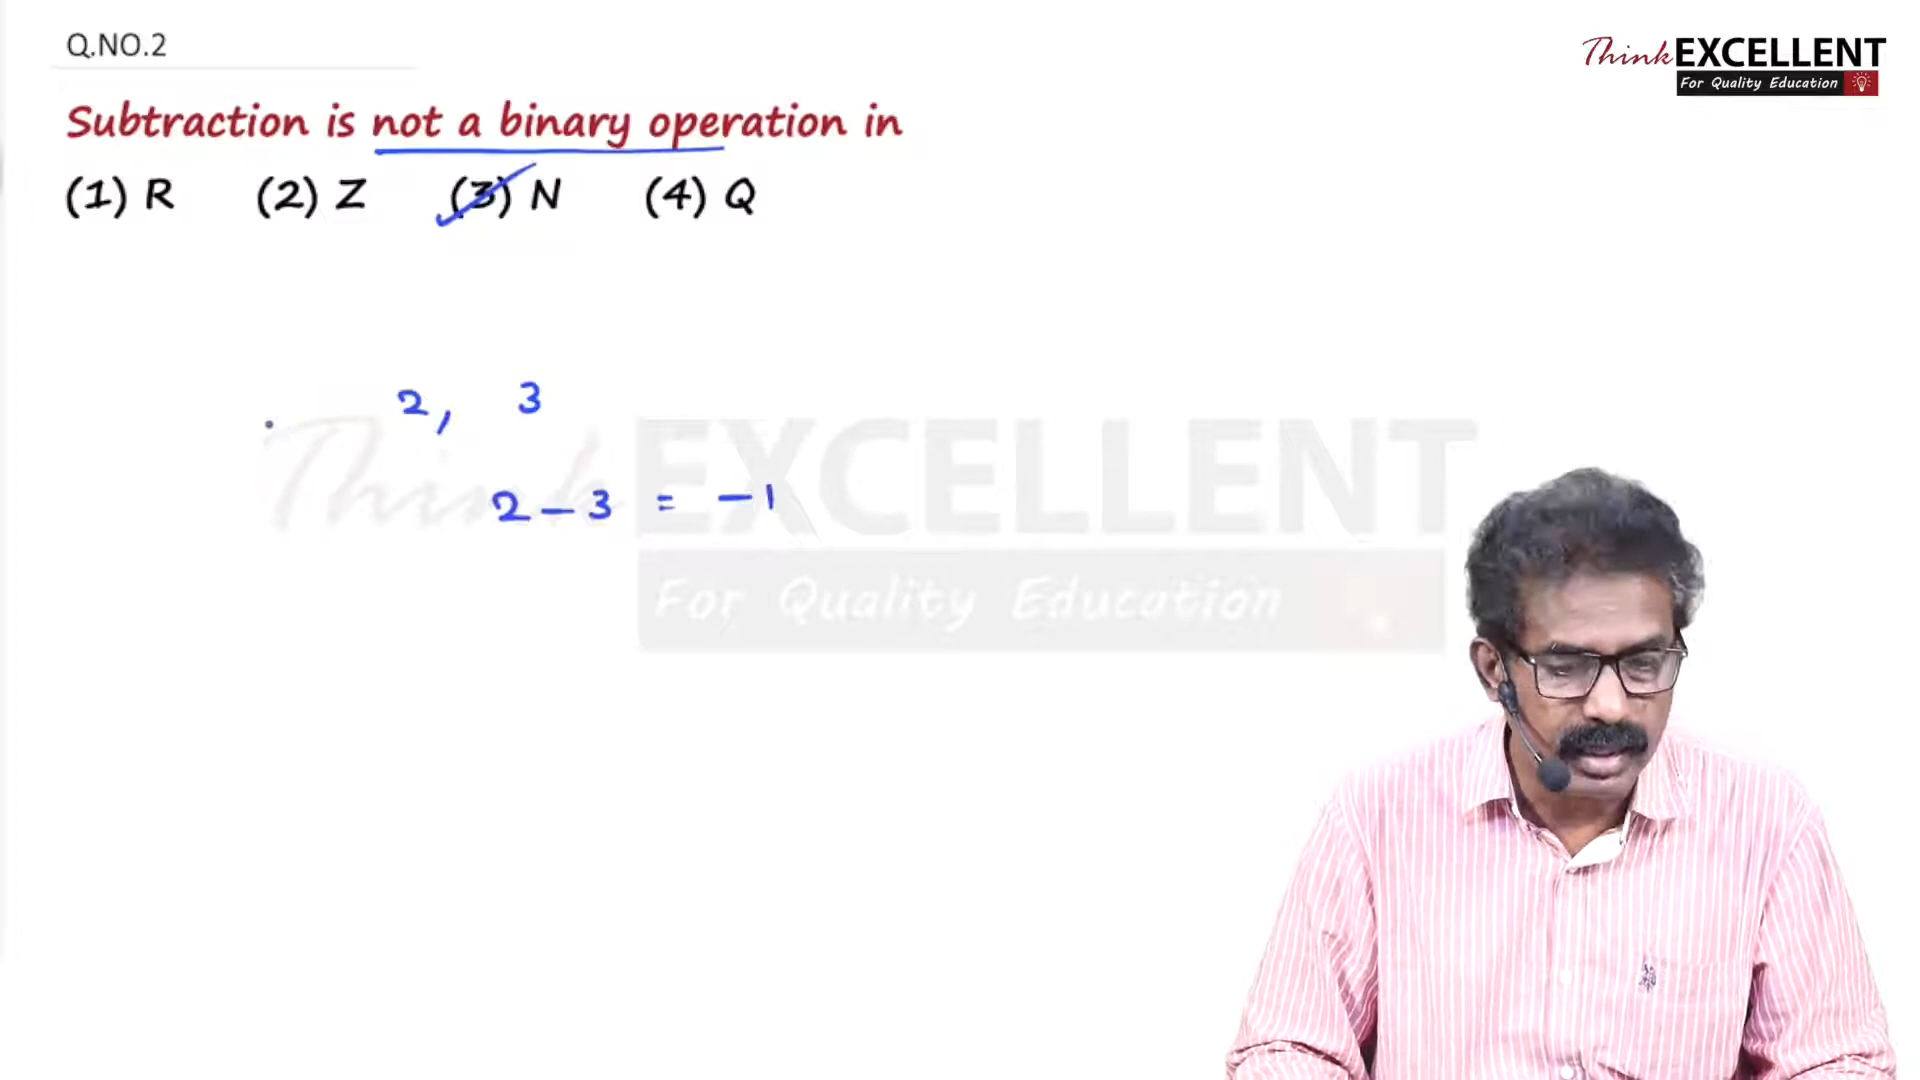 Q.NO.2
Think EXCELLENT
For Quality Education
Subtraction is not a binary operation in
(1) R (2) Z (3) N (4) Q
2, 3
2 - 3 = -1
Think EXCELLENT
For Quality Education